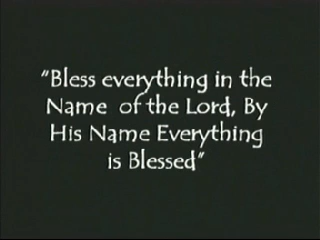 “Bless everything in the
Name of the Lord, By
His Name Everything
is Blessed”